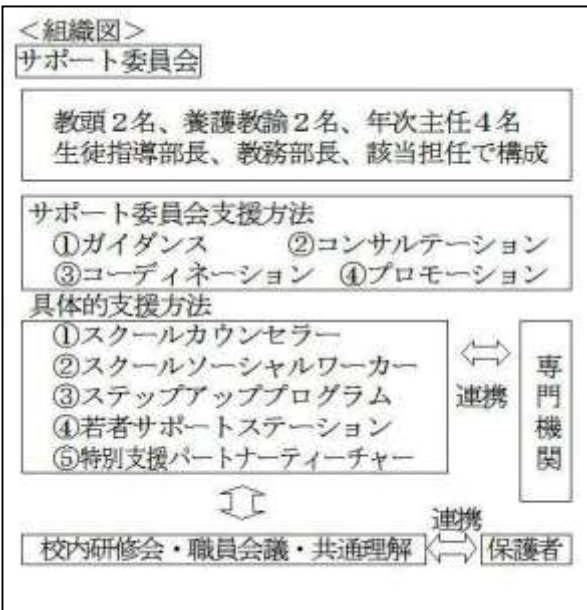 ＜組織図＞
サポート委員会
教頭２名、養護教諭２名、年次主任４名
生徒指導部長、教務部長、該当担任で構成
サポート委員会支援方法
①ガイダンス　②コンサルテーション
③コーディネーション　④プロモーション
具体的支援方法
①スクールカウンセラー
②スクールソーシャルワーカー
③ステップアッププログラム
④若者サポートステーション
⑤特別支援パートナーティーチャー
連携
専門機関
連携
校内研修会・職員会議・共通理解
保護者